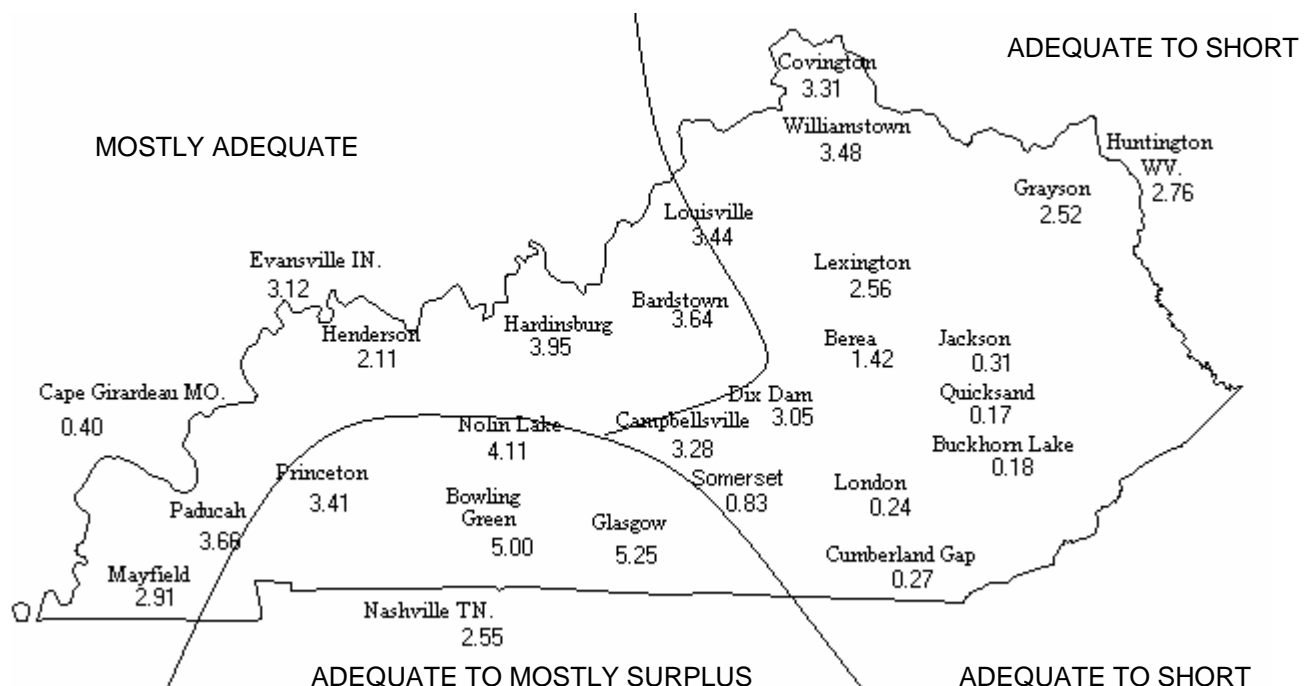 ADEQUATE TO SHORT
Covington
3.31
MOSTLY ADEQUATE
Williamstown
3.48
Huntington
WV.
2.76
Grayson
2.52
Louisville
3.44
Evansville IN.
3.12
Lexington
2.56
Bardstown
3.64
Hardinsburg
3.95
Henderson
2.11
Berea
1.42
Jackson
0.31
Cape Girardeau MO.
0.40
Dix Dam
3.05
Quicksand
0.17
Nolin Lake
4.11
Campbellsville
3.28
Buckhorn Lake
0.18
Princeton
3.41
Somerset
0.83
London
0.24
Paducah
3.66
Bowling
Green
5.00
Glasgow
5.25
Cumberland Gap
0.27
Mayfield
2.91
Nashville TN.
2.55
ADEQUATE TO MOSTLY SURPLUS
ADEQUATE TO SHORT